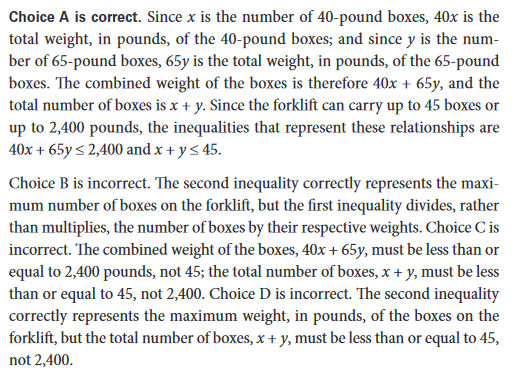 Choice A is correct. Since x is the number of 40-pound boxes, 40x is the
total weight, in pounds, of the 40-pound boxes; and since y is the num-
ber of 65-pound boxes, 65y is the total weight, in pounds, of the 65-pound
boxes. The combined weight of the boxes is therefore 40x + 65y, and the
total number of boxes is x + y. Since the forklift can carry up to 45 boxes or
up to 2,400 pounds, the inequalities that represent these relationships are
40x + 65y ≤ 2,400 and x + y ≤ 45.
Choice B is incorrect. The second inequality correctly represents the maxi-
mum number of boxes on the forklift, but the first inequality divides, rather
than multiplies, the number of boxes by their respective weights. Choice C is
incorrect. The combined weight of the boxes, 40x + 65y, must be less than or
equal to 2,400 pounds, not 45; the total number of boxes, x + y, must be less
than or equal to 45, not 2,400. Choice D is incorrect. The second inequality
correctly represents the maximum weight, in pounds, of the boxes on the
forklift, but the total number of boxes, x + y, must be less than or equal to 45,
not 2,400.